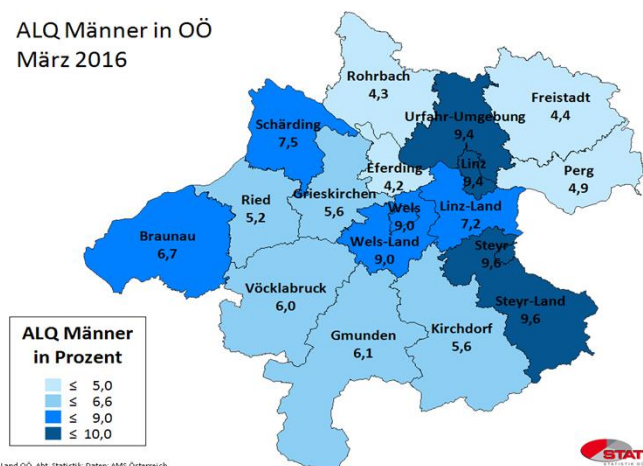 ALQ Männer in OÖ
März 2016
Rohrbach
4,3
Freistadt
4,4
Urfahr-Umgebung
9,4
Schärding
7,5
Linz
9,4
Eferding
4,2
Perg
4,9
Grieskirchen
5,6
Ried
5,2
Wels
9,0
Linz-Land
7,2
Braunau
6,7
Wels-Land
9,0
Steyr
9,6
Vöcklabruck
6,0
Steyr-Land
9,6
Gmunden
6,1
Kirchdorf
5,6
ALQ Männer
in Prozent
≤ 5,0
≤ 6,6
≤ 9,0
≤ 10,0
STAT
Land OÖ, Abt. Statistik; Daten: AMS Österreich